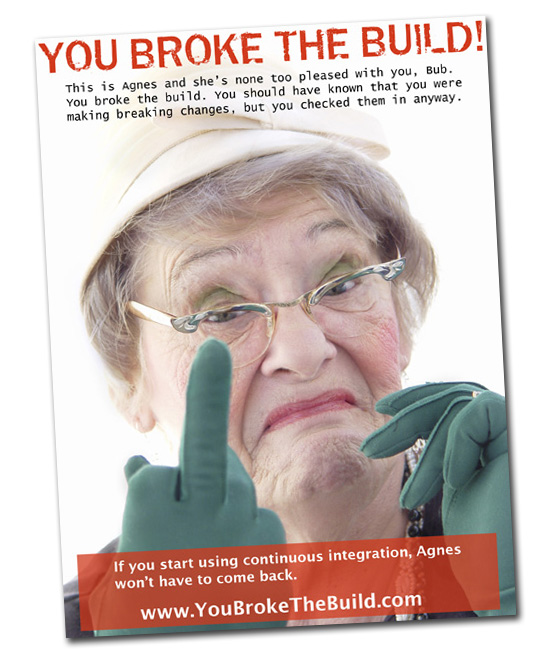 YOU BROKE THE BUILD!
This is Agnes and she's none too pleased with you, Bub.
You broke the build. You should have known that you were
making breaking changes, but you checked them in anyway.
If you start using continuous integration, Agnes
won't have to come back.
www.YouBrokeTheBuild.com